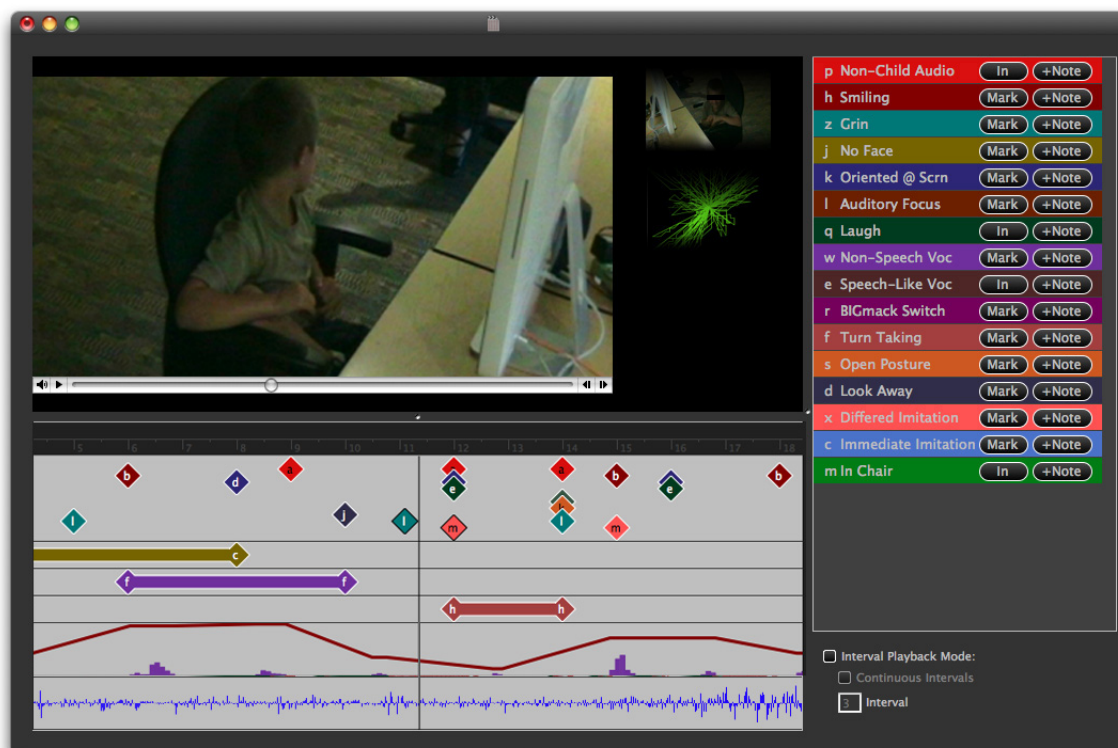 p Non-Child Audio In +Note
h Smiling Mark +Note
z Grin Mark +Note
j No Face Mark +Note
k Oriented @ Scrn Mark +Note
l Auditory Focus Mark +Note
q Laugh In +Note
w Non-Speech Voc Mark +Note
e Speech-Like Voc In +Note
r BIGmack Switch Mark +Note
f Turn Taking Mark +Note
s Open Posture Mark +Note
d Look Away Mark +Note
x Differed Imitation Mark +Note
c Immediate Imitation Mark +Note
m In Chair In +Note
5 6 7 8 9 10 11 12 13 14 15 16 17 18
b d a a b b
e e
l j l m l m
c
f f
h h
Interval Playback Mode:
Continuous Intervals
3 Interval